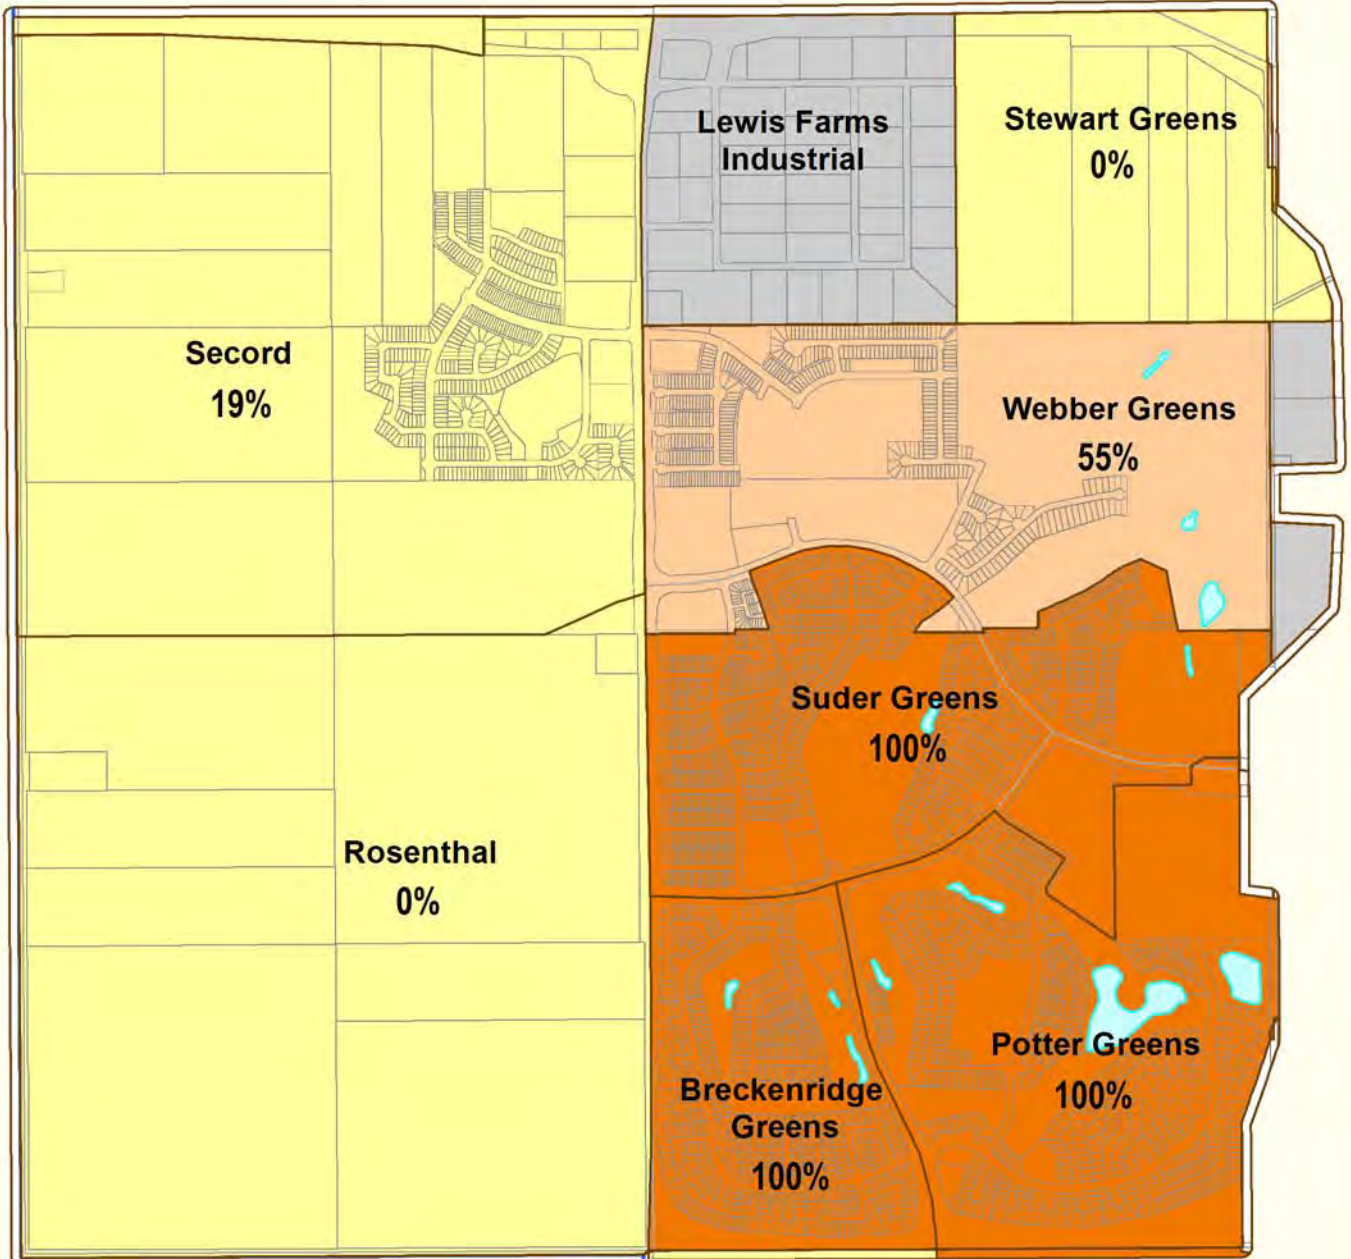 Lewis Farms
Industrial
Stewart Greens
0%
Secord
19%
Webber Greens
55%
Suder Greens
100%
Rosenthal
0%
Potter Greens
100%
Breckenridge
Greens
100%